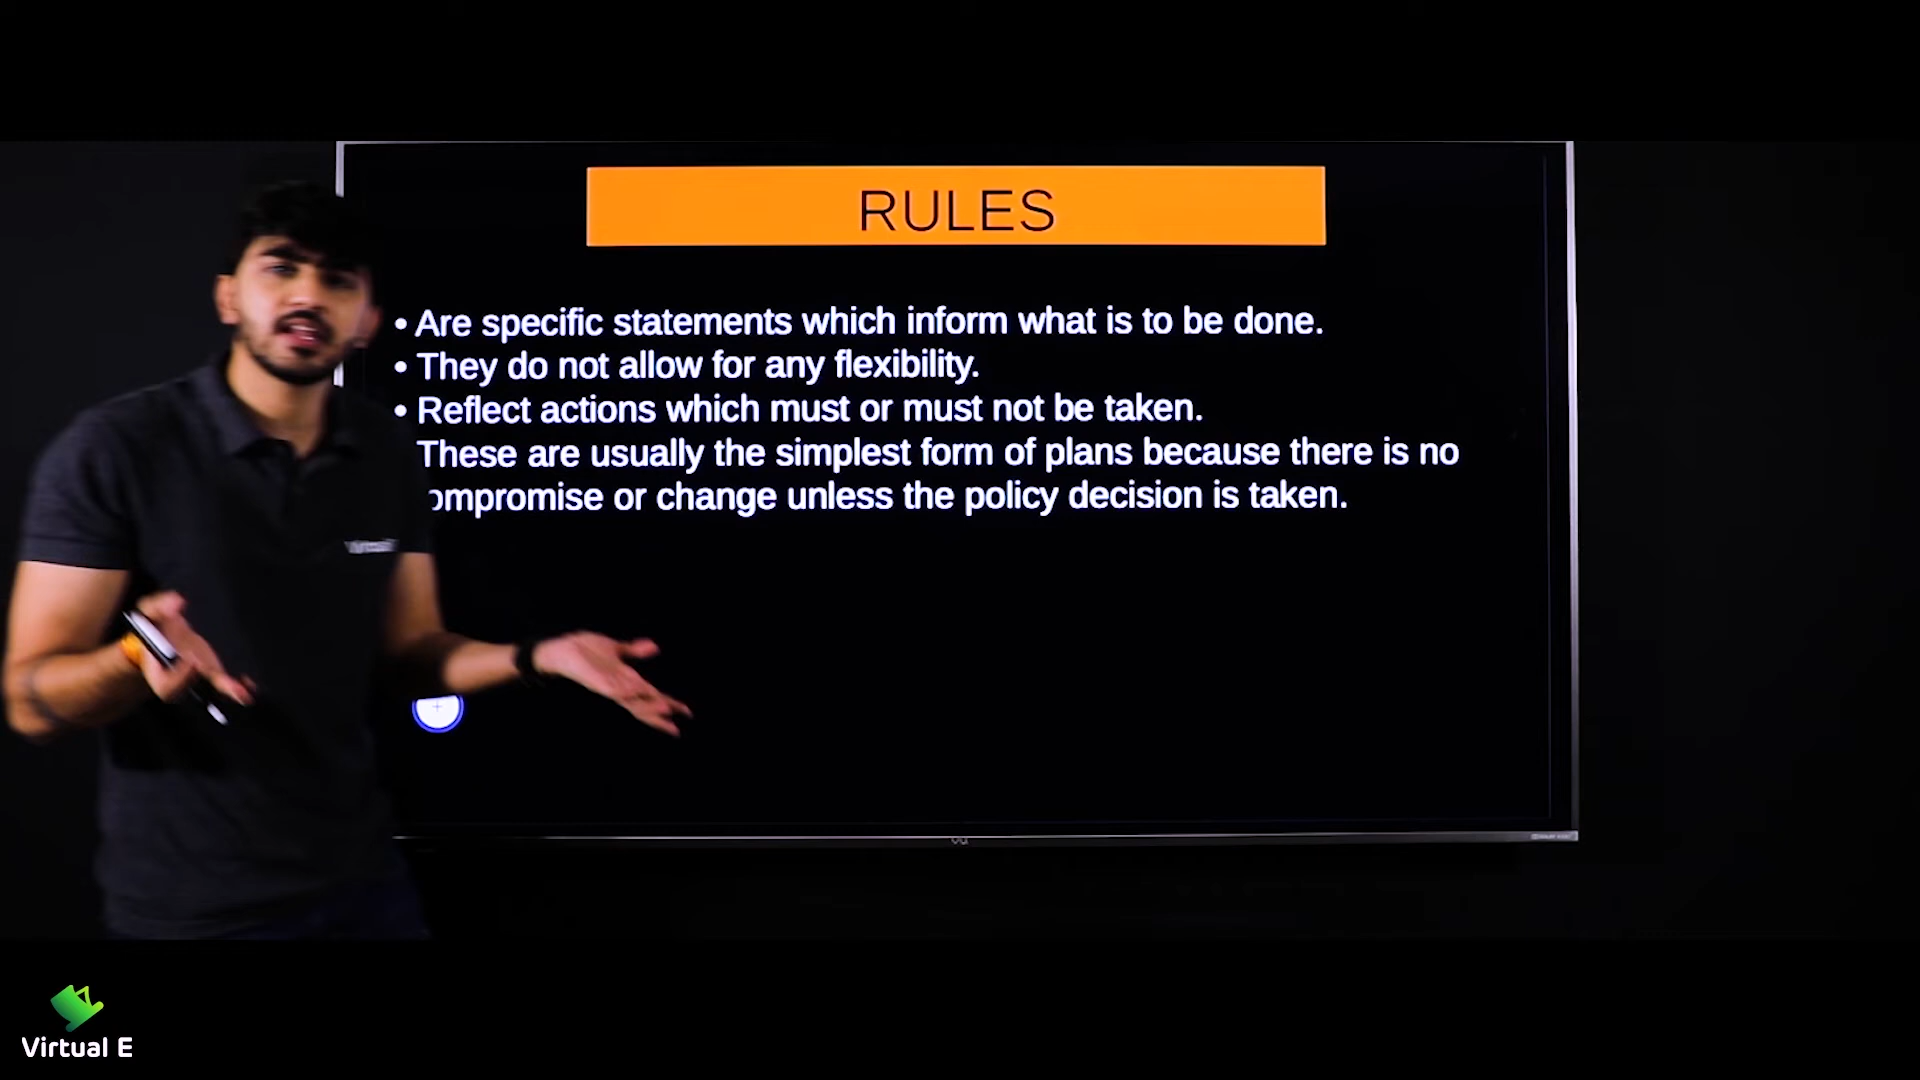 RULES
• Are specific statements which inform what is to be done.
• They do not allow for any flexibility.
• Reflect actions which must or must not be taken.
These are usually the simplest form of plans because there is no
ompromise or change unless the policy decision is taken.
Virtual E